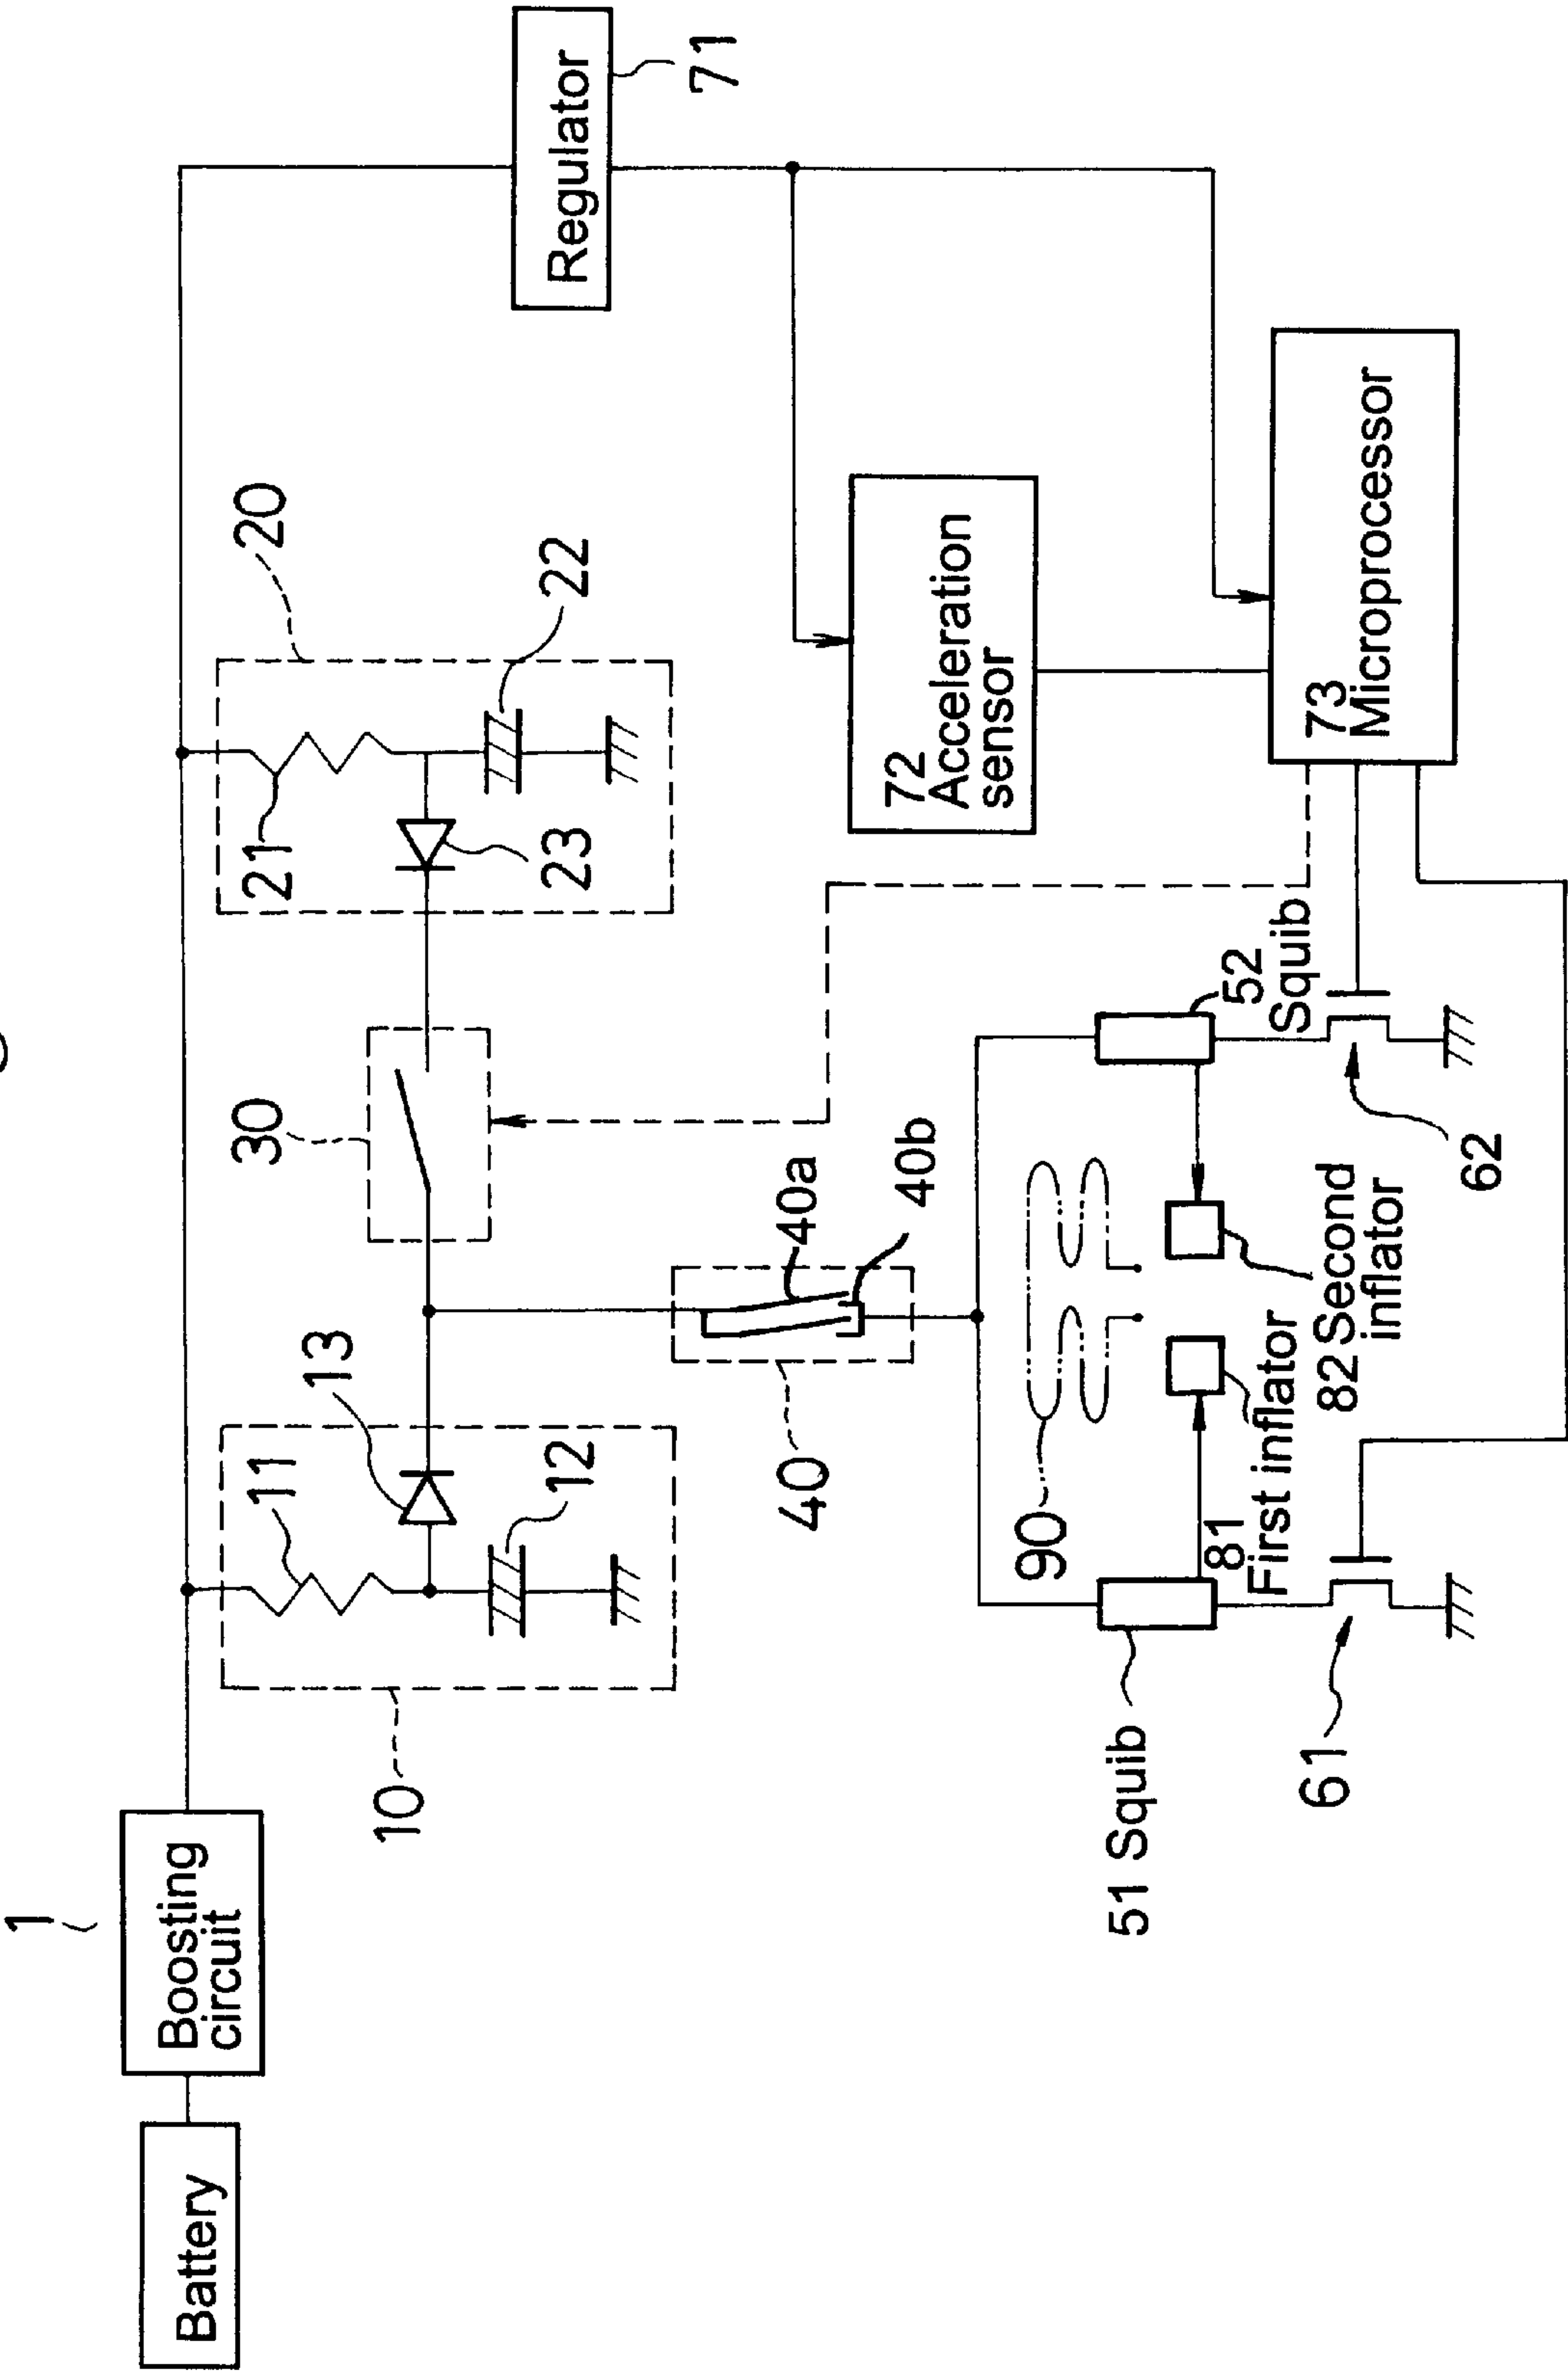 1
Battery
Boosting
circuit
10
11
13
12
20
21
22
23
30
40
40a
40b
Regulator
71
72
Acceleration
sensor
73
Microprocessor
51 Squib
52
Squib
61
62
81
First inflator
82 Second
inflator
90